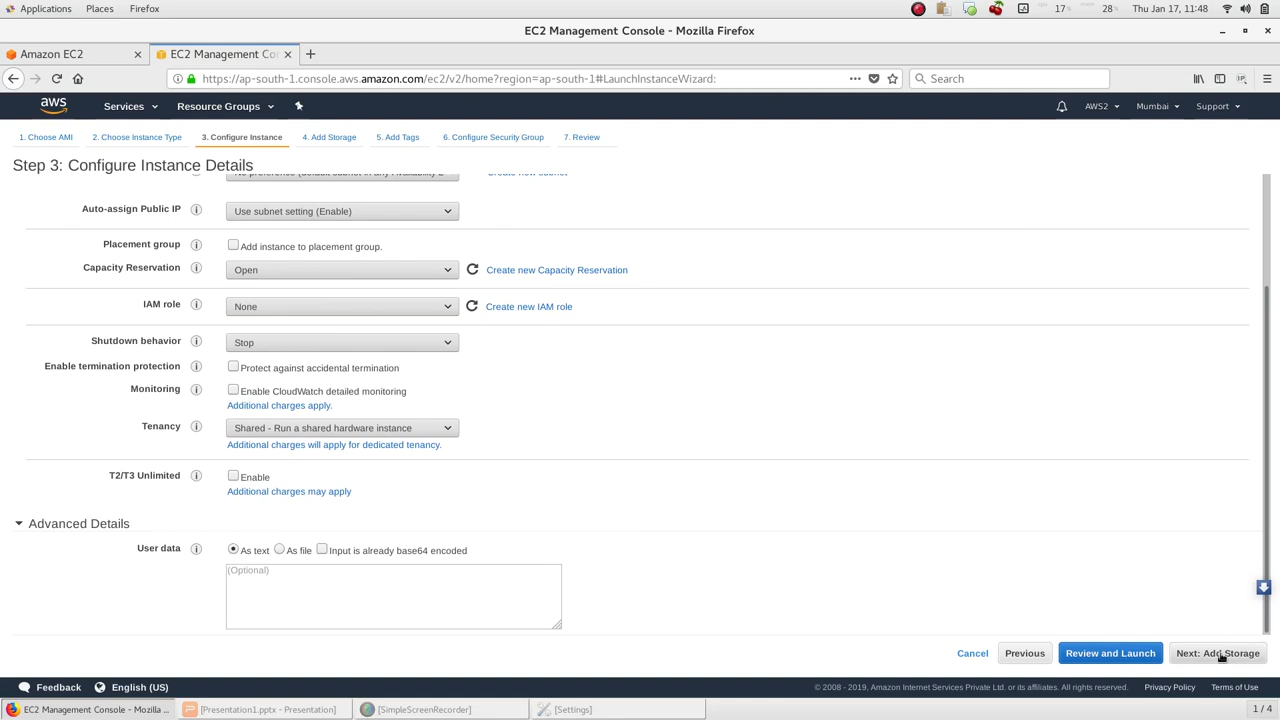 Applications Places Firefox 17% 28% Thu Jan 17, 11:48
EC2 Management Console - Mozilla Firefox
Amazon EC2 EC2 Management Co
https://ap-south-1.console.aws.amazon.com/ec2/v2/home?region=ap-south-1#LaunchInstanceWizard: Search
aws Services Resource Groups AWS2 Mumbai Support
1. Choose AMI 2. Choose Instance Type 3. Configure Instance 4. Add Storage 5. Add Tags 6. Configure Security Group 7. Review
Step 3: Configure Instance Details
No preference (default subnet in any Availability Z Create new subnet
Auto-assign Public IP Use subnet setting (Enable)
Placement group Add instance to placement group.
Capacity Reservation Open Create new Capacity Reservation
IAM role None Create new IAM role
Shutdown behavior Stop
Enable termination protection Protect against accidental termination
Monitoring Enable CloudWatch detailed monitoring
Additional charges apply.
Tenancy Shared - Run a shared hardware instance
Additional charges will apply for dedicated tenancy.
T2/T3 Unlimited Enable
Additional charges may apply
Advanced Details
User data As text As file Input is already base64 encoded
(Optional)
Cancel Previous Review and Launch Next: Add Storage
Feedback English (US) © 2008 - 2019, Amazon Internet Services Private Ltd. or its affiliates. All rights reserved. Privacy Policy Terms of Use
EC2 Management Console - Mozilla ... [Presentation1.pptx - Presentation] [SimpleScreenRecorder] [Settings] 1 / 4